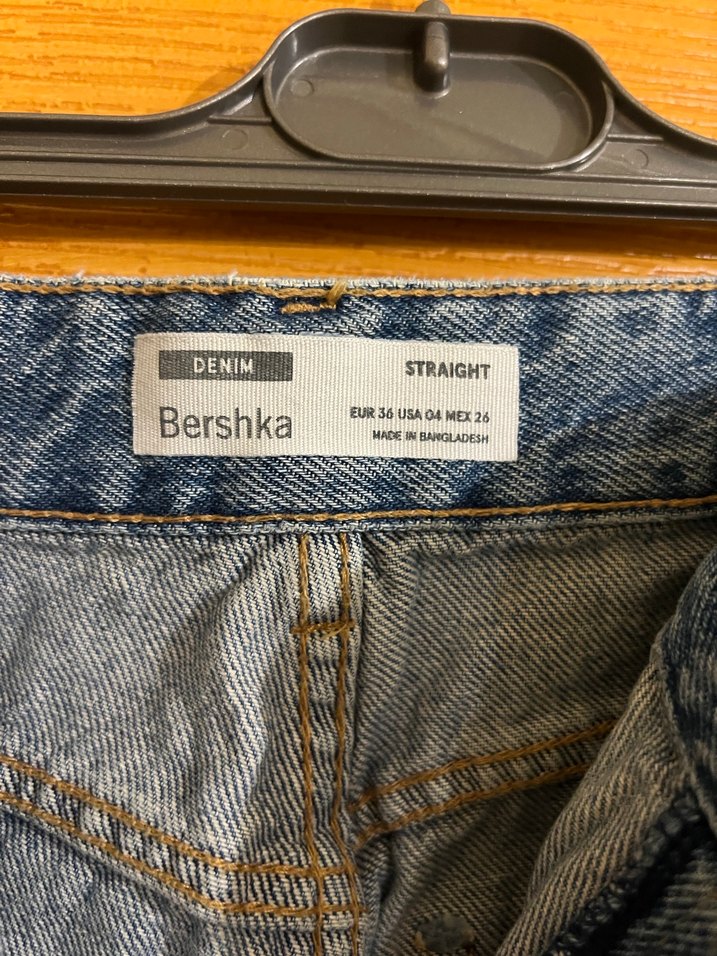 DENIM
STRAIGHT
Bershka
EUR 36 USA 04 MEX 26
MADE IN BANGLADESH